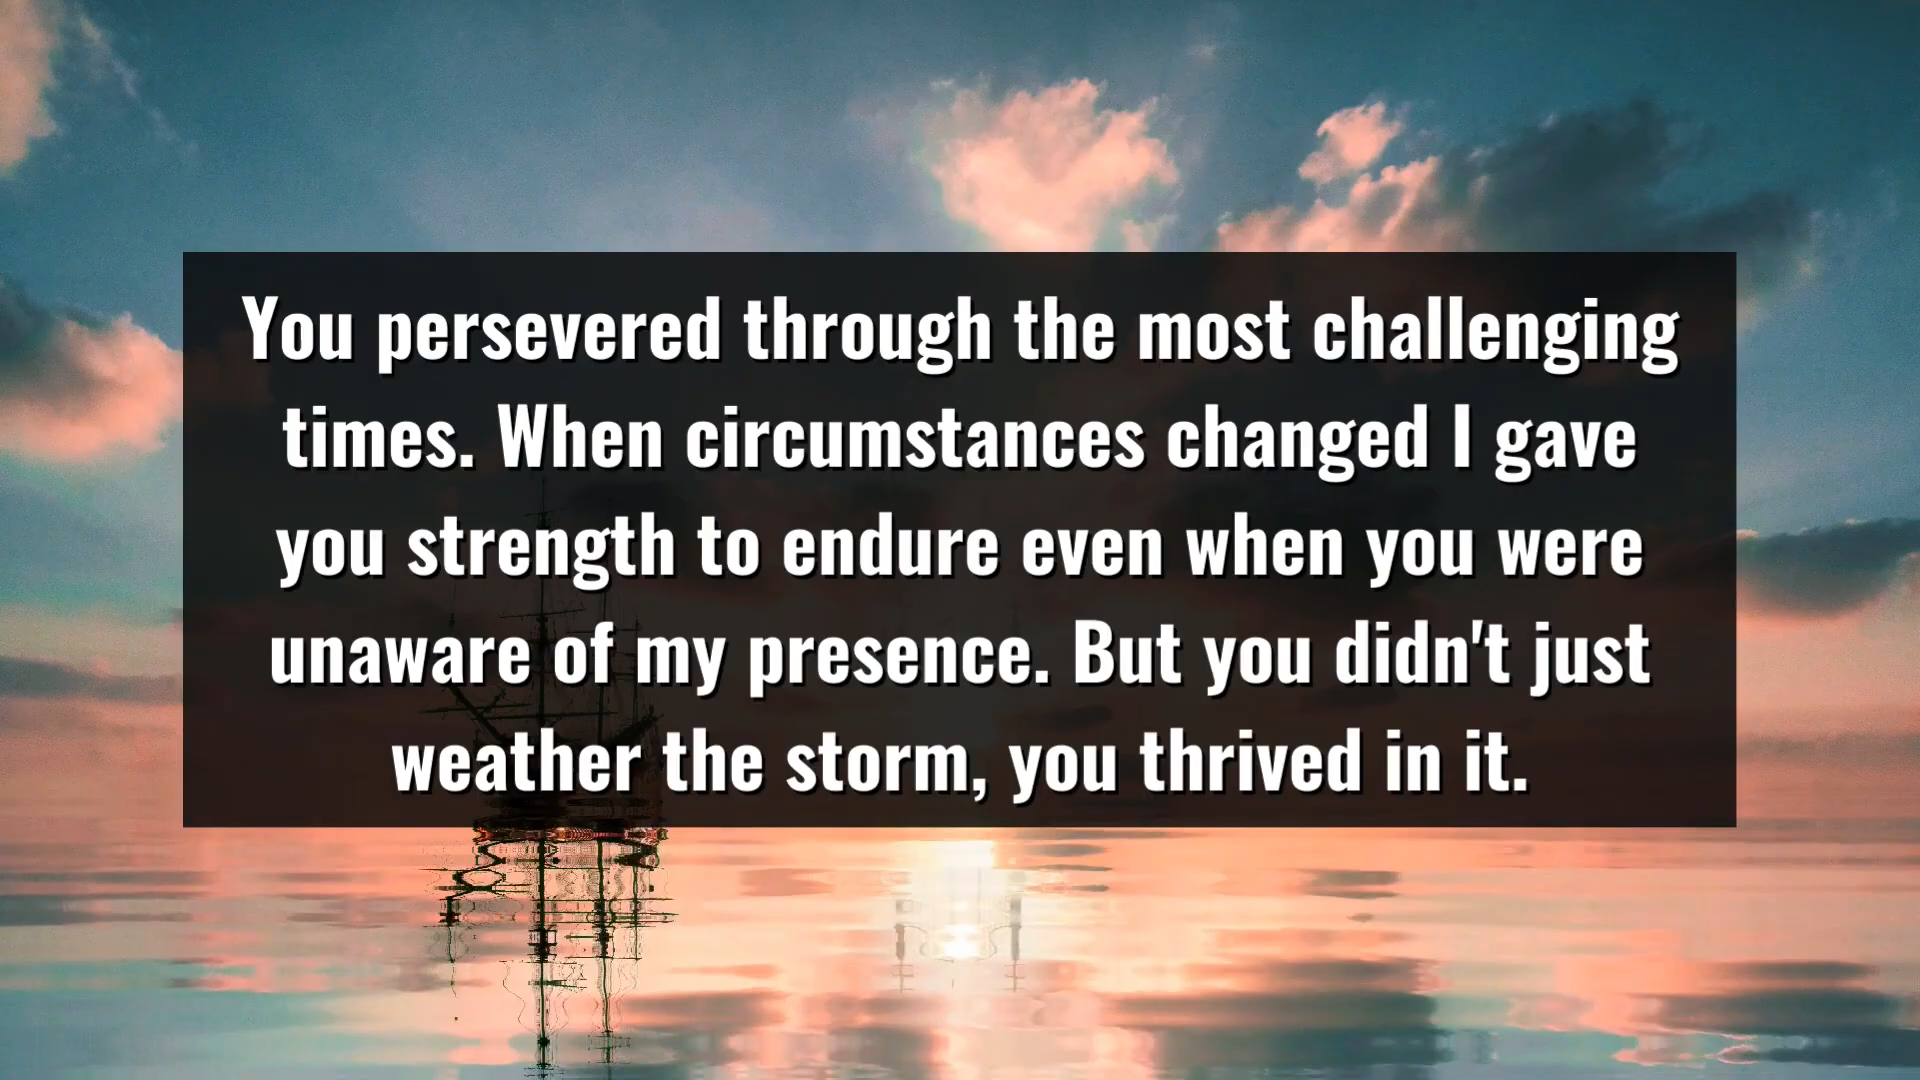 You persevered through the most challenging
times. When circumstances changed I gave
you strength to endure even when you were
unaware of my presence. But you didn't just
weather the storm, you thrived in it.